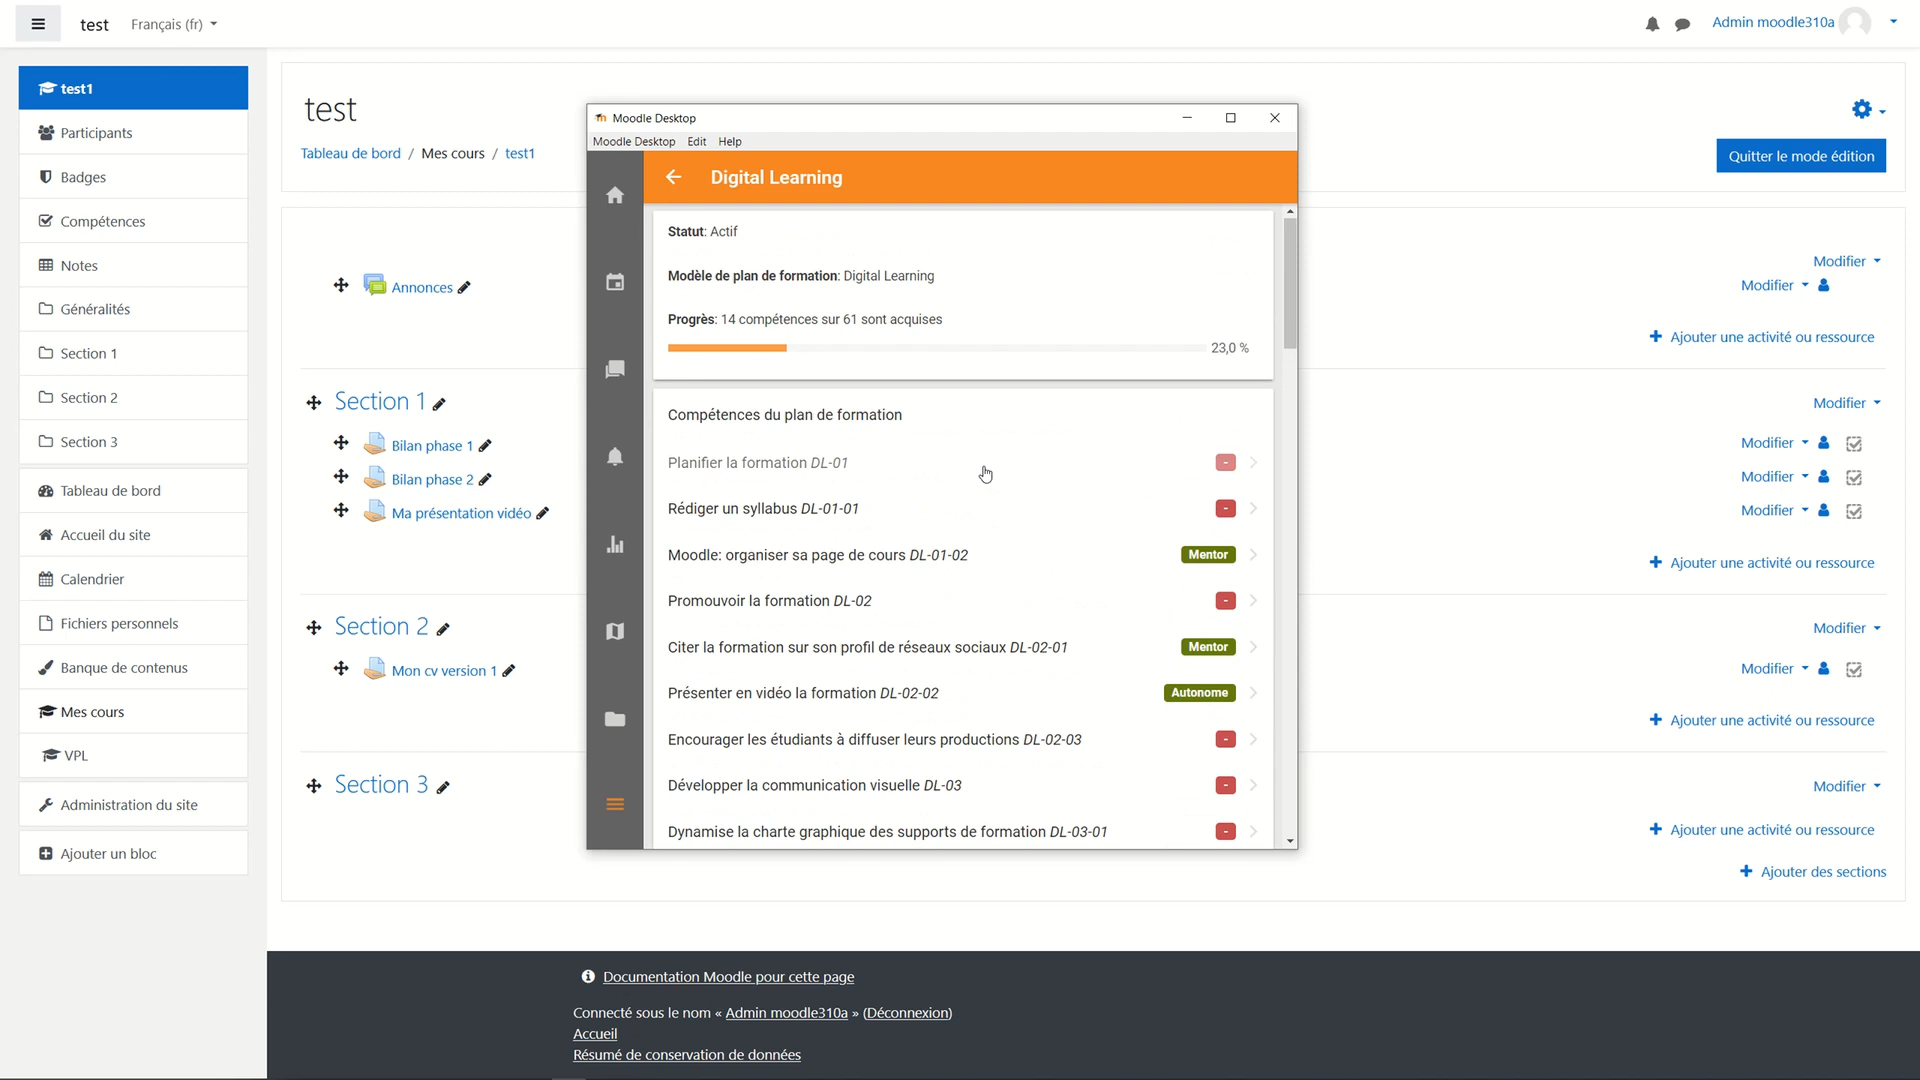 test Français (fr) Admin moodle310a
test1
Participants
Badges
Compétences
Notes
Généralités
Section 1
Section 2
Section 3
Tableau de bord
Accueil du site
Calendrier
Fichiers personnels
Banque de contenus
Mes cours
VPL
Administration du site
Ajouter un bloc
test
Tableau de bord / Mes cours / test1
Quitter le mode édition
Modifier
Annonces Modifier
Ajouter une activité ou ressource
Section 1 Modifier
Bilan phase 1 Modifier
Bilan phase 2 Modifier
Ma présentation vidéo Modifier
Ajouter une activité ou ressource
Section 2 Modifier
Mon cv version 1 Modifier
Ajouter une activité ou ressource
Section 3 Modifier
Ajouter une activité ou ressource
Ajouter des sections
Moodle Desktop
Moodle Desktop Edit Help
Digital Learning
Statut: Actif
Modèle de plan de formation: Digital Learning
Progrès: 14 compétences sur 61 sont acquises
23,0 %
Compétences du plan de formation
Planifier la formation DL-01 -
Rédiger un syllabus DL-01-01 -
Moodle: organiser sa page de cours DL-01-02 Mentor
Promouvoir la formation DL-02 -
Citer la formation sur son profil de réseaux sociaux DL-02-01 Mentor
Présenter en vidéo la formation DL-02-02 Autonome
Encourager les étudiants à diffuser leurs productions DL-02-03 -
Développer la communication visuelle DL-03 -
Dynamise la charte graphique des supports de formation DL-03-01 -
Documentation Moodle pour cette page
Connecté sous le nom « Admin moodle310a » (Déconnexion)
Accueil
Résumé de conservation de données